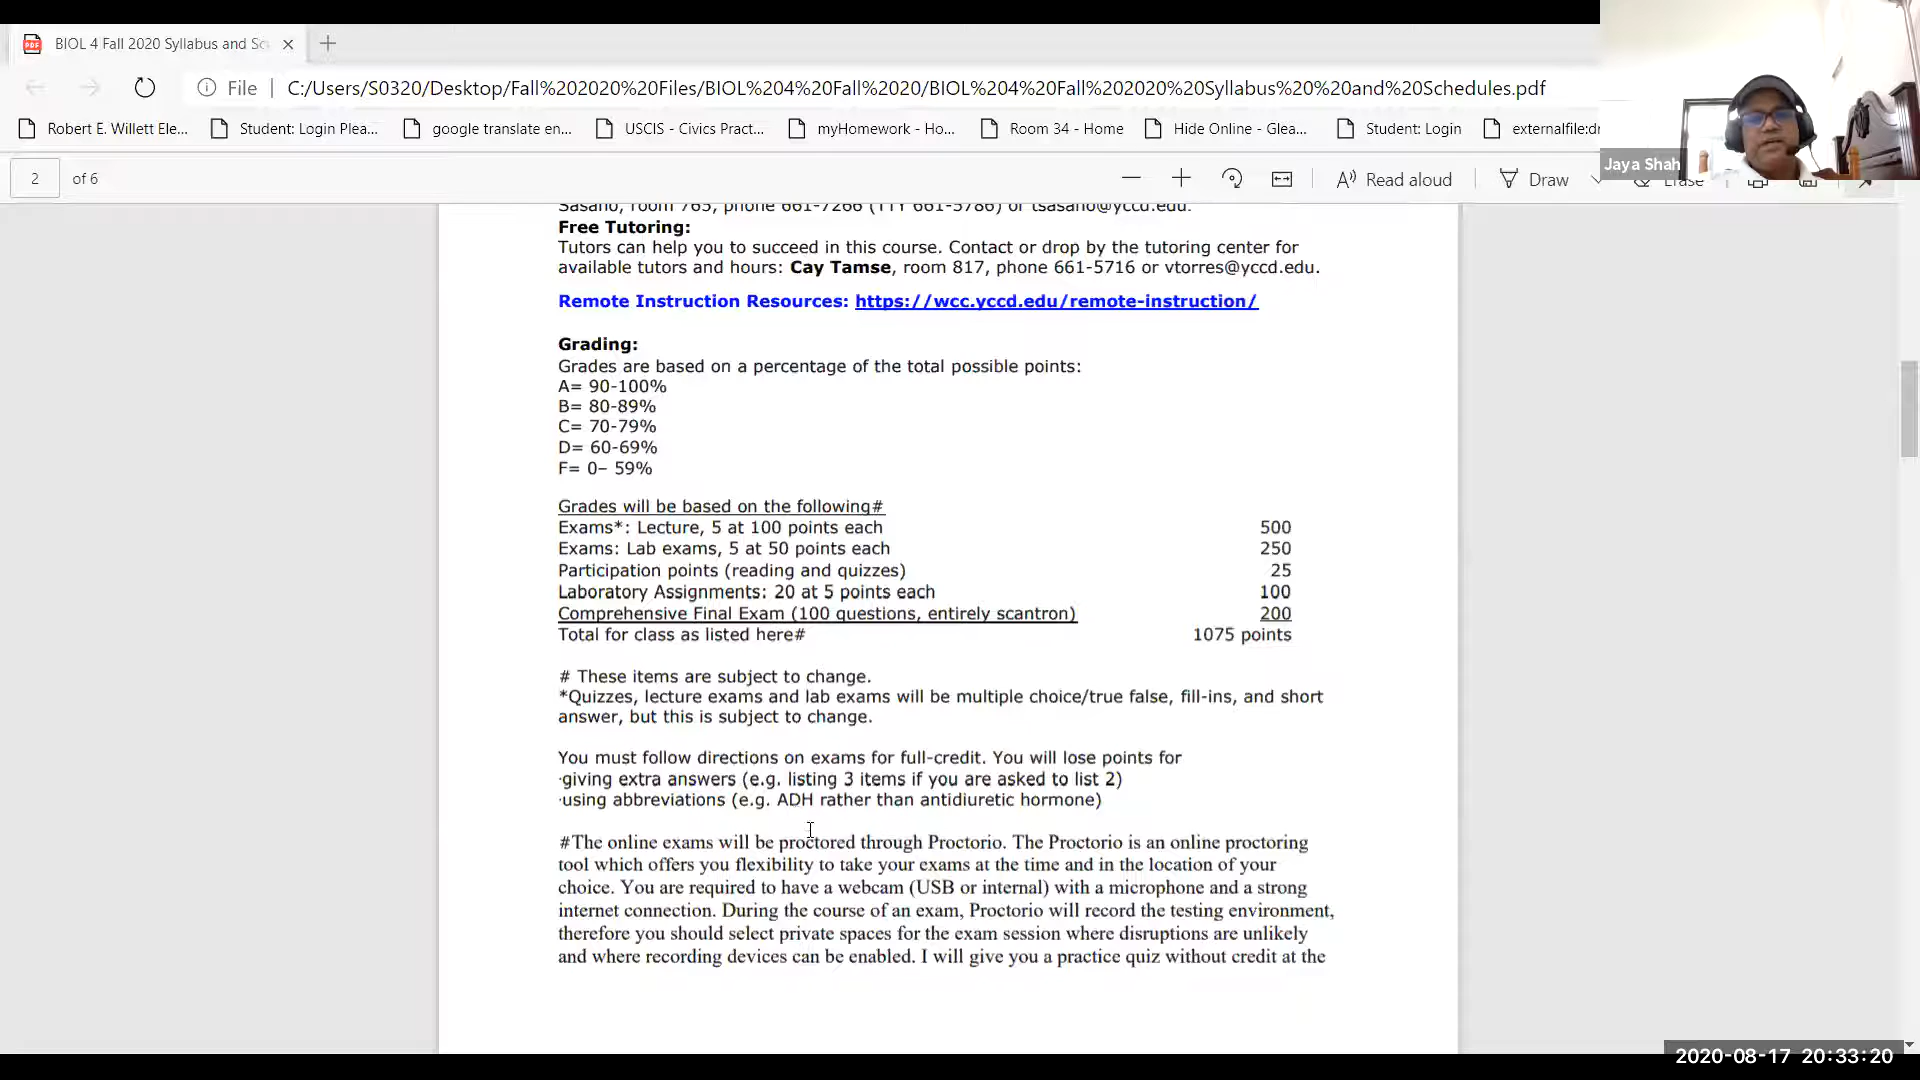 BIOL 4 Fall 2020 Syllabus and Sc
File
C:/Users/S0320/Desktop/Fall%202020%20Files/BIOL%204%20Fall%2020/BIOL%204%20Fall%202020%20Syllabus%20%20and%20Schedules.pdf
Robert E. Willett Ele... Student: Login Plea... google translate en... USCIS - Civics Pract... myHomework - Ho... Room 34 - Home Hide Online - Glea... Student: Login externalfile:dr
Jaya Shah
2 of 6 Read aloud Draw Erase
Sasano, room 765, phone 661-7266 (TTY 661-5786) or tsasano@yccd.edu.
Free Tutoring:
Tutors can help you to succeed in this course. Contact or drop by the tutoring center for
available tutors and hours: Cay Tamse, room 817, phone 661-5716 or vtorres@yccd.edu.
Remote Instruction Resources: https://wcc.yccd.edu/remote-instruction/
Grading:
Grades are based on a percentage of the total possible points:
A= 90-100%
B= 80-89%
C= 70-79%
D= 60-69%
F= 0– 59%
Grades will be based on the following#
Exams*: Lecture, 5 at 100 points each 500
Exams: Lab exams, 5 at 50 points each 250
Participation points (reading and quizzes) 25
Laboratory Assignments: 20 at 5 points each 100
Comprehensive Final Exam (100 questions, entirely scantron) 200
Total for class as listed here# 1075 points
# These items are subject to change.
*Quizzes, lecture exams and lab exams will be multiple choice/true false, fill-ins, and short
answer, but this is subject to change.
You must follow directions on exams for full-credit. You will lose points for
·giving extra answers (e.g. listing 3 items if you are asked to list 2)
·using abbreviations (e.g. ADH rather than antidiuretic hormone)
#The online exams will be proctored through Proctorio. The Proctorio is an online proctoring
tool which offers you flexibility to take your exams at the time and in the location of your
choice. You are required to have a webcam (USB or internal) with a microphone and a strong
internet connection. During the course of an exam, Proctorio will record the testing environment,
therefore you should select private spaces for the exam session where disruptions are unlikely
and where recording devices can be enabled. I will give you a practice quiz without credit at the
2020-08-17 20:33:20